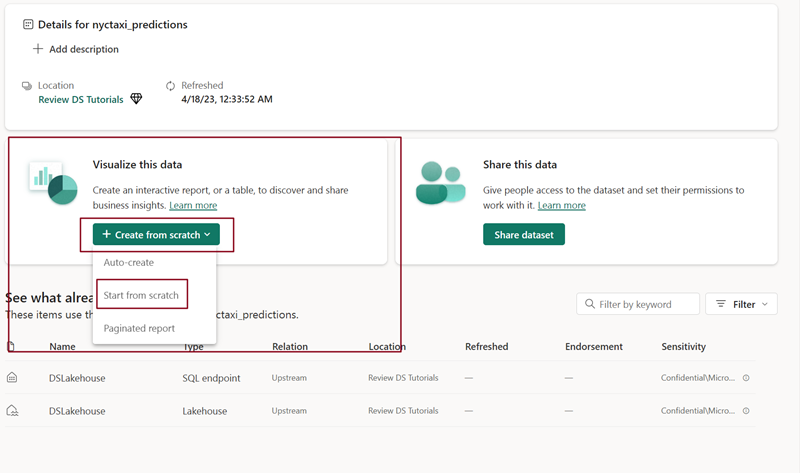 Details for nyctaxi_predictions
Add description
Location
Refreshed
Review DS Tutorials
4/18/23, 12:33:52 AM
Visualize this data
Create an interactive report, or a table, to discover and share
business insights. Learn more
Create from scratch
Auto-create
Start from scratch
Paginated report
Share this data
Give people access to the dataset and set their permissions to
work with it. Learn more
Share dataset
See what alrea
These items use th
yctaxi_predictions.
Filter by keyword
Filter
Name Type Relation Location Refreshed Endorsement Sensitivity
DSLakehouse SQL endpoint Upstream Review DS Tutorials — — Confidential\Micro...
DSLakehouse Lakehouse Upstream Review DS Tutorials — — Confidential\Micro...